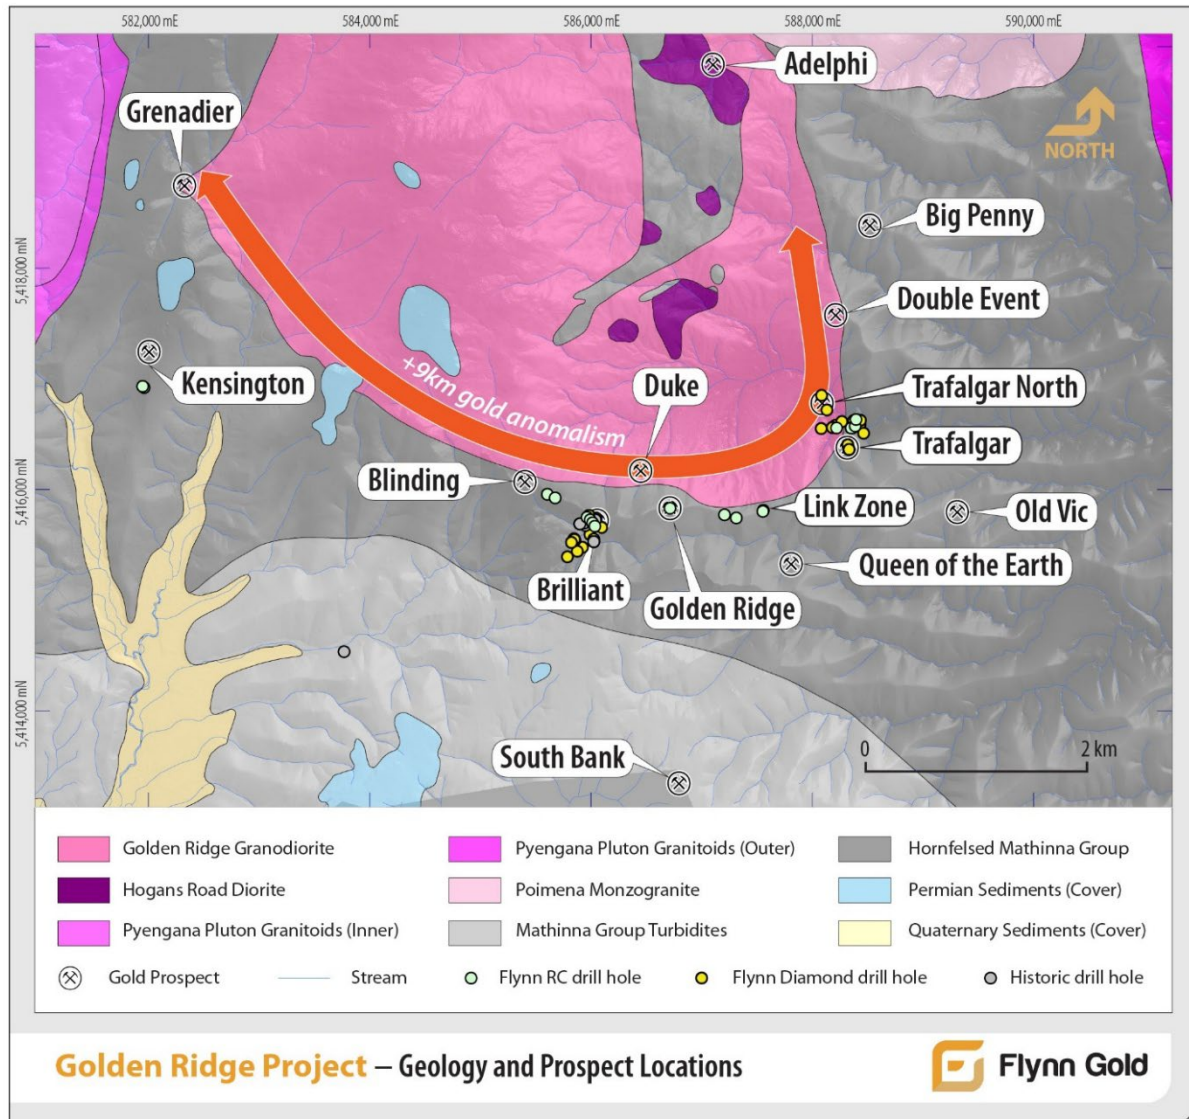 582,000 mE
584,000 mE
586,000 mE
588,000 mE
590,000 mE
Adelphi
Grenadier
NORTH
Big Penny
5,418,000 mN
Double Event
Kensington
+9km gold anomalism
Duke
Trafalgar North
Trafalgar
Blinding
5,416,000 mN
Link Zone
Old Vic
Brilliant
Golden Ridge
Queen of the Earth
5,414,000 mN
South Bank
0 2 km
Golden Ridge Granodiorite
Pyengana Pluton Granitoids (Outer)
Hornfelsed Mathinna Group
Hogans Road Diorite
Poimena Monzogranite
Permian Sediments (Cover)
Pyengana Pluton Granitoids (Inner)
Mathinna Group Turbidites
Quaternary Sediments (Cover)
Gold Prospect
Stream
Flynn RC drill hole
Flynn Diamond drill hole
Historic drill hole
Golden Ridge Project – Geology and Prospect Locations
Flynn Gold